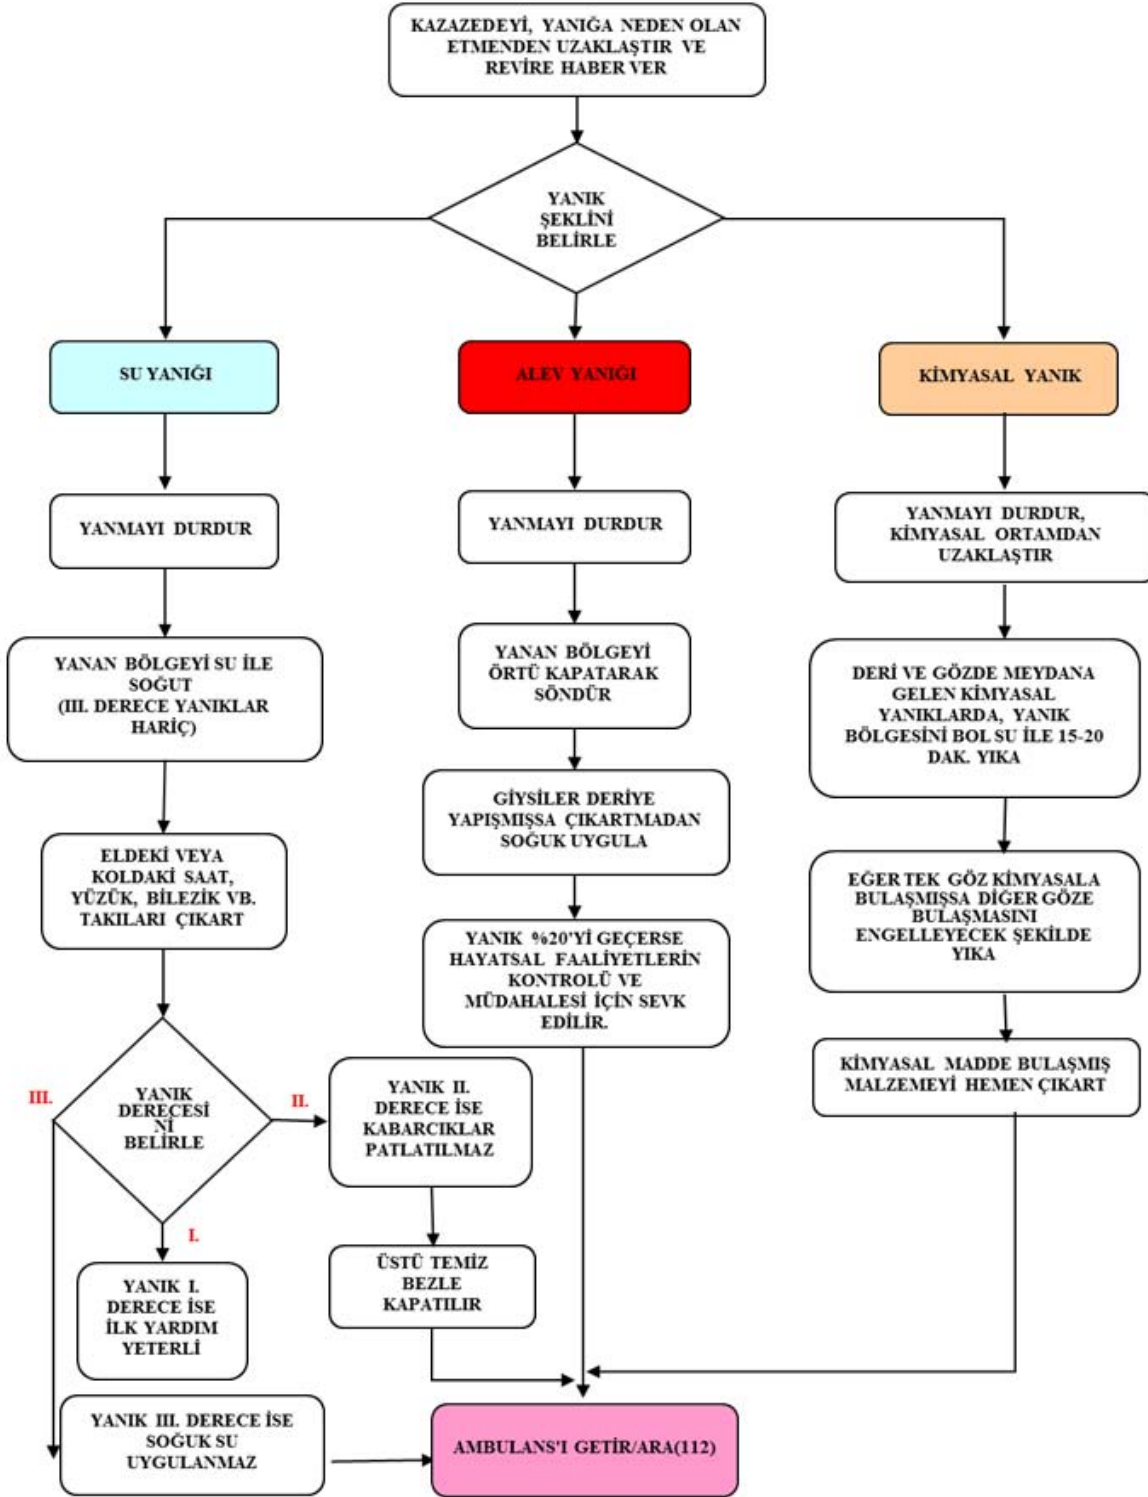 KAZAZEDEYİ, YANIĞA NEDEN OLAN
ETMENDEN UZAKLAŞTIR VE
REVİRE HABER VER
YANIK
ŞEKLİNİ
BELİRLE
SU YANIĞI
ALEV YANIĞI
KİMYASAL YANIK
YANMAYI DURDUR
YANMAYI DURDUR
YANMAYI DURDUR,
KİMYASAL ORTAMDAN
UZAKLAŞTIR
YANAN BÖLGEYİ SU İLE
SOĞUT
(III. DERECE YANIKLAR
HARİÇ)
YANAN BÖLGEYİ
ÖRTÜ KAPATARAK
SÖNDÜR
DERİ VE GÖZDE MEYDANA
GELEN KİMYASAL
YANIKLARDA, YANIK
BÖLGESİNİ BOL SU İLE 15-20
DAK. YIKA
GİYSİLER DERİYE
YAPIŞMIŞSA ÇIKARTMADAN
SOĞUK UYGULA
ELDEKİ VEYA
KOLDAKİ SAAT,
YÜZÜK, BİLEZİK VB.
TAKILARI ÇIKART
EĞER TEK GÖZ KİMYASALA
BULAŞMIŞSA DİĞER GÖZE
BULAŞMASINI
ENGELLEYECEK ŞEKİLDE
YIKA
YANIK %20'Yİ GEÇERSE
HAYATSAL FAALİYETLERİN
KONTROLÜ VE
MÜDAHALESİ İÇİN SEVK
EDİLİR.
KİMYASAL MADDE BULAŞMIŞ
MALZEMEYİ HEMEN ÇIKART
III.
YANIK
DERECESİ
Nİ
BELİRLE
II.
YANIK II.
DERECE İSE
KABARCIKLAR
PATLATILMAZ
I.
YANIK I.
DERECE İSE
İLK YARDIM
YETERLİ
ÜSTÜ TEMİZ
BEZLE
KAPATILIR
YANIK III. DERECE İSE
SOĞUK SU
UYGULANMAZ
AMBULANS'I GETİR/ARA(112)